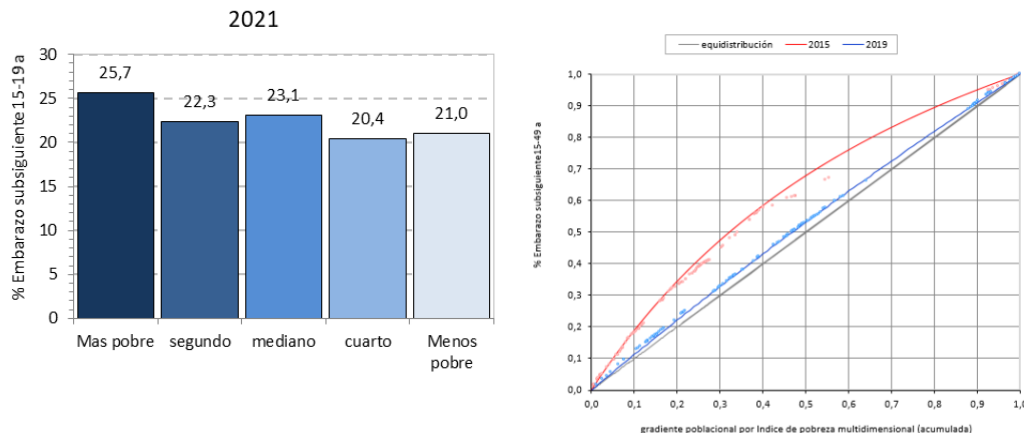 2021
% Embarazo subsiguiente15-19 a
30
25
20
15
10
5
0
25,7
22,3
23,1
20,4
21,0
Mas pobre
segundo
mediano
cuarto
Menos
pobre
equidistribución 2015 2019
% Embarazo subsiguiente15-49 a
1,0
0,9
0,8
0,7
0,6
0,5
0,4
0,3
0,2
0,1
0,0
0,0 0,1 0,2 0,3 0,4 0,5 0,6 0,7 0,8 0,9 1,0
gradiente poblacional por Indice de pobreza multidimensional (acumulada)